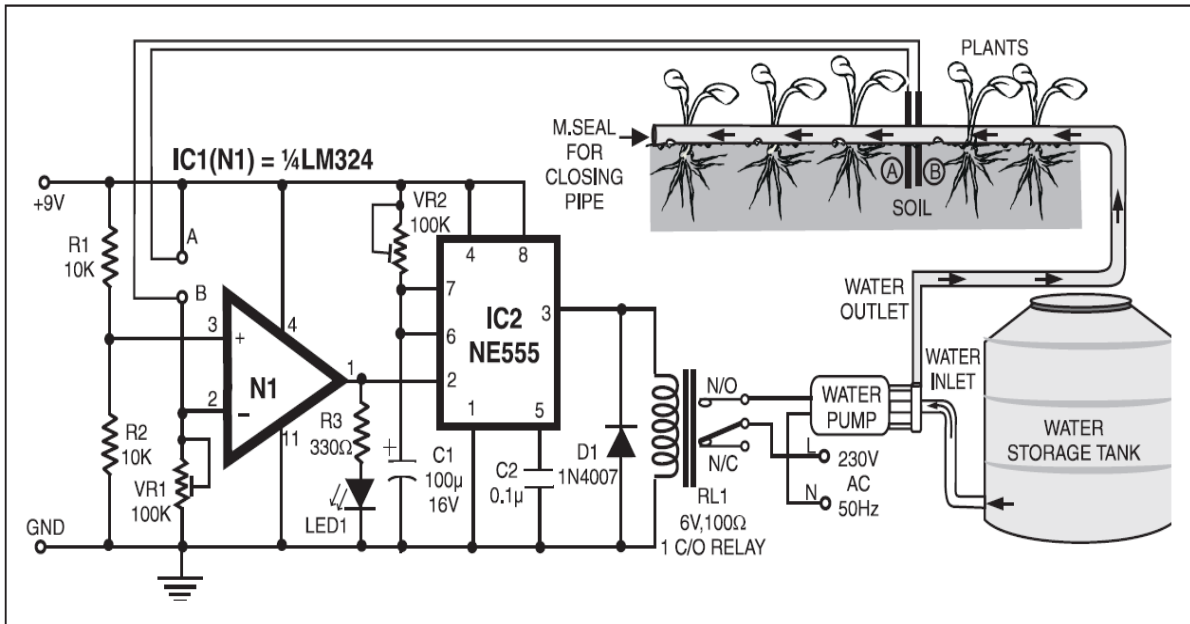 PLANTS
M.SEAL
FOR
CLOSING
PIPE
A
B
SOIL
IC1(N1) = ¼LM324
+9V
R1
10K
A
B
VR2
100K
4
8
7
6
IC2
NE555
3
2
1
5
3
+
4
N1
1
2
–
11
R2
10K
VR1
100K
R3
330Ω
LED1
+
C1
100µ
16V
C2
0.1µ
D1
1N4007
GND
RL1
6V,100Ω
1 C/O RELAY
N/O
N/C
WATER
PUMP
L
N
230V
AC
50Hz
WATER
OUTLET
WATER
INLET
WATER
STORAGE TANK